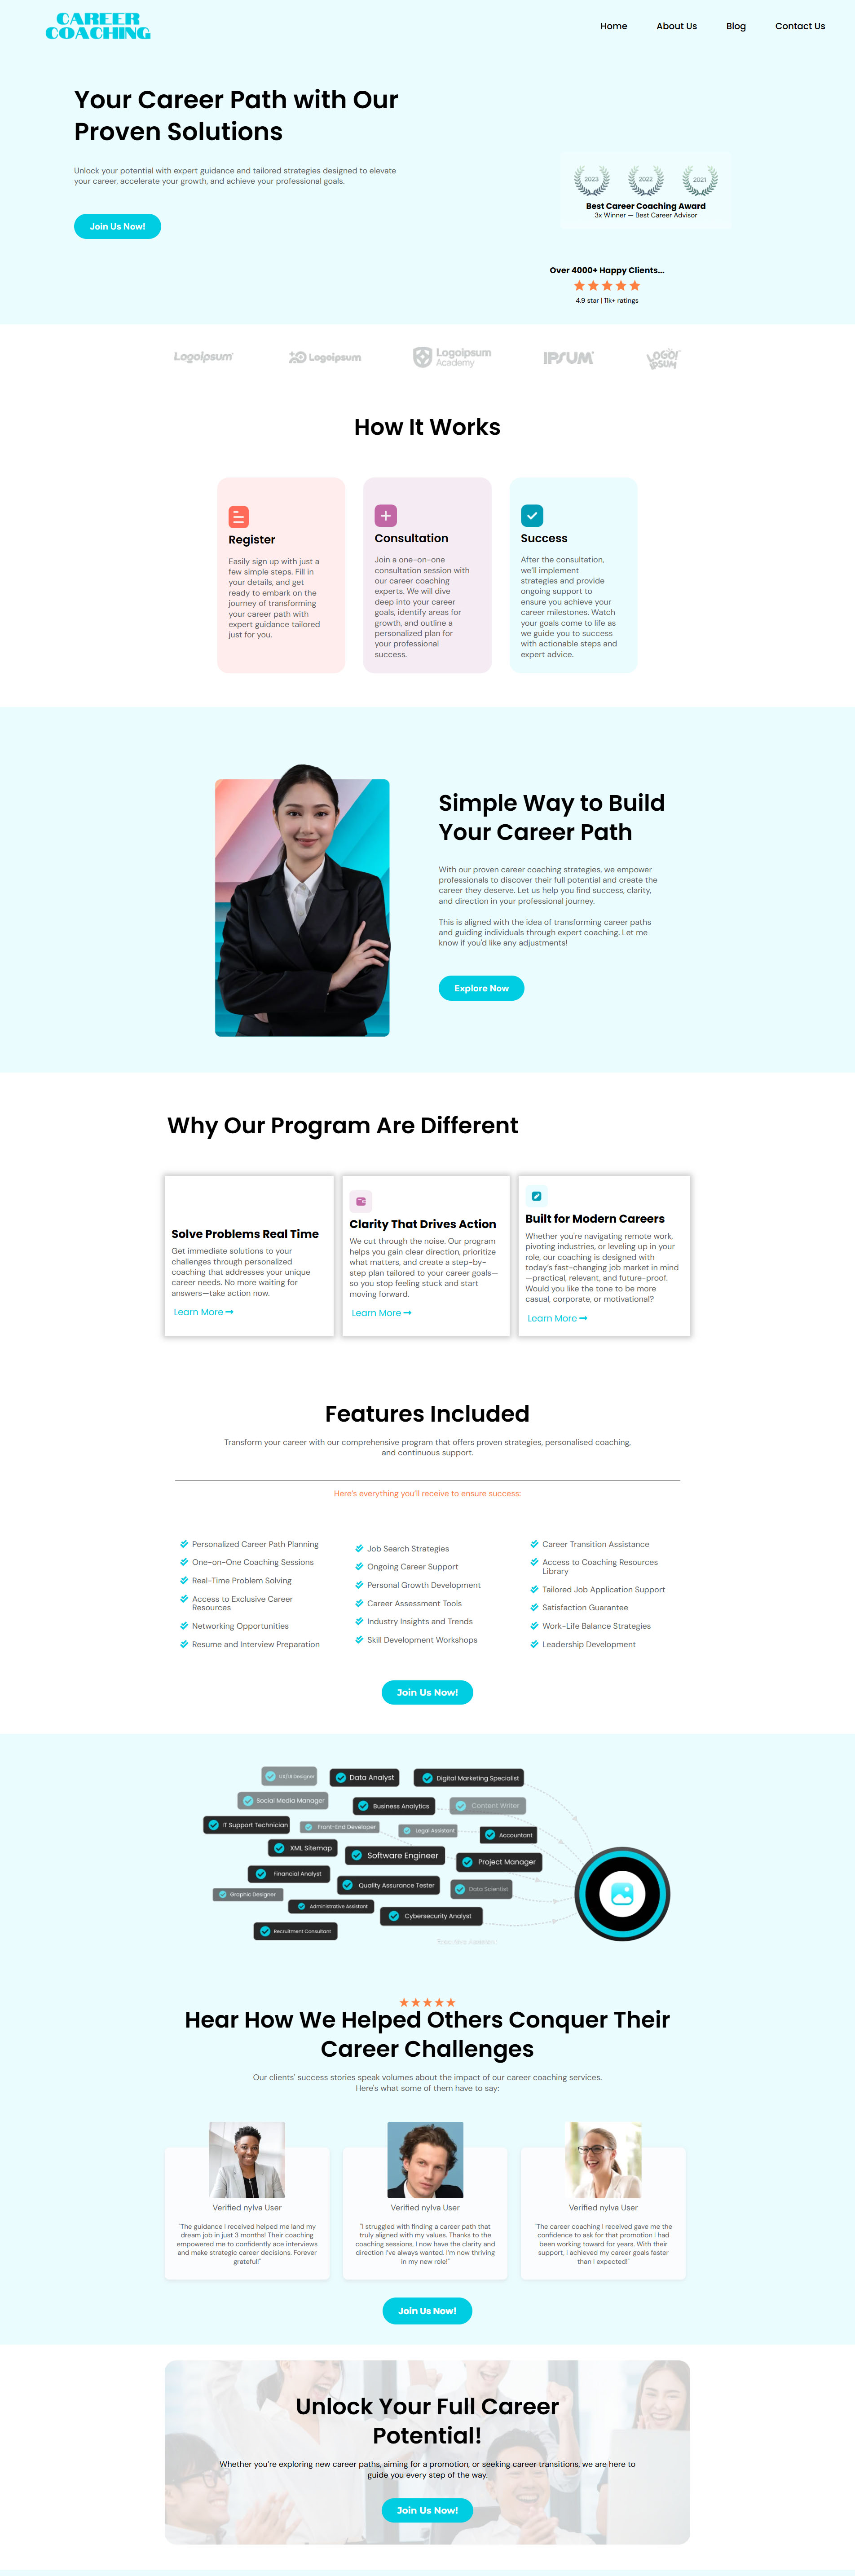 CAREER
COACHING
Home
About Us
Blog
Contact Us
Your Career Path with Our
Proven Solutions
Unlock your potential with expert guidance and tailored strategies designed to elevate
your career, accelerate your growth, and achieve your professional goals.
Join Us Now!
2023
2022
2021
Best Career Coaching Award
3x Winner — Best Career Advisor
Over 4000+ Happy Clients...
4.9 star | 11k+ ratings
Logoipsum
Logoipsum
Logoipsum
Academy
IPSUM
LOGO!
IPSUM
How It Works
Register
Easily sign up with just a
few simple steps. Fill in
your details, and get
ready to embark on the
journey of transforming
your career path with
expert guidance tailored
just for you.
Consultation
Join a one-on-one
consultation session with
our career coaching
experts. We will dive
deep into your career
goals, identify areas for
growth, and outline a
personalized plan for
your professional
success.
Success
After the consultation,
we'll implement
strategies and provide
ongoing support to
ensure you achieve your
career milestones. Watch
your goals come to life as
we guide you to success
with actionable steps and
expert advice.
Simple Way to Build
Your Career Path
With our proven career coaching strategies, we empower
professionals to discover their full potential and create the
career they deserve. Let us help you find success, clarity,
and direction in your professional journey.
This is aligned with the idea of transforming career paths
and guiding individuals through expert coaching. Let me
know if you'd like any adjustments!
Explore Now
Why Our Program Are Different
Solve Problems Real Time
Get immediate solutions to your
challenges through personalized
coaching that addresses your unique
career needs. No more waiting for
answers—take action now.
Learn More
Clarity That Drives Action
We cut through the noise. Our program
helps you gain clear direction, prioritize
what matters, and create a step-by-
step plan tailored to your career goals—
so you stop feeling stuck and start
moving forward.
Learn More
Built for Modern Careers
Whether you're navigating remote work,
pivoting industries, or leveling up in your
role, our coaching is designed with
today's fast-changing job market in mind
—practical, relevant, and future-proof.
Would you like the tone to be more
casual, corporate, or motivational?
Learn More
Features Included
Transform your career with our comprehensive program that offers proven strategies, personalised coaching,
and continuous support.
Here's everything you'll receive to ensure success:
Personalized Career Path Planning
One-on-One Coaching Sessions
Real-Time Problem Solving
Access to Exclusive Career
Resources
Networking Opportunities
Resume and Interview Preparation
Job Search Strategies
Ongoing Career Support
Personal Growth Development
Career Assessment Tools
Industry Insights and Trends
Skill Development Workshops
Career Transition Assistance
Access to Coaching Resources
Library
Tailored Job Application Support
Satisfaction Guarantee
Work-Life Balance Strategies
Leadership Development
Join Us Now!
UX/UI Designer
Data Analyst
Digital Marketing Specialist
Social Media Manager
Business Analytics
Content Writer
IT Support Technician
Front-End Developer
Legal Assistant
Accountant
XML Sitemap
Software Engineer
Project Manager
Financial Analyst
Quality Assurance Tester
Data Scientist
Graphic Designer
Administrative Assistant
Cybersecurity Analyst
Recruitment Consultant
Hear How We Helped Others Conquer Their
Career Challenges
Our clients' success stories speak volumes about the impact of our career coaching services.
Here's what some of them have to say:
Verified nylva User
"The guidance I received helped me land my
dream job in just 3 months! Their coaching
empowered me to confidently ace interviews
and make strategic career decisions. Forever
grateful!"
Verified nylva User
"I struggled with finding a career path that
truly aligned with my values. Thanks to the
coaching sessions, I now have the clarity and
direction I've always wanted. I'm now thriving
in my new role!"
Verified nylva User
"The career coaching I received gave me the
confidence to ask for that promotion I had
been working toward for years. With their
support, I achieved my career goals faster
than I expected!"
Join Us Now!
Unlock Your Full Career
Potential!
Whether you're exploring new career paths, aiming for a promotion, or seeking career transitions, we are here to
guide you every step of the way.
Join Us Now!